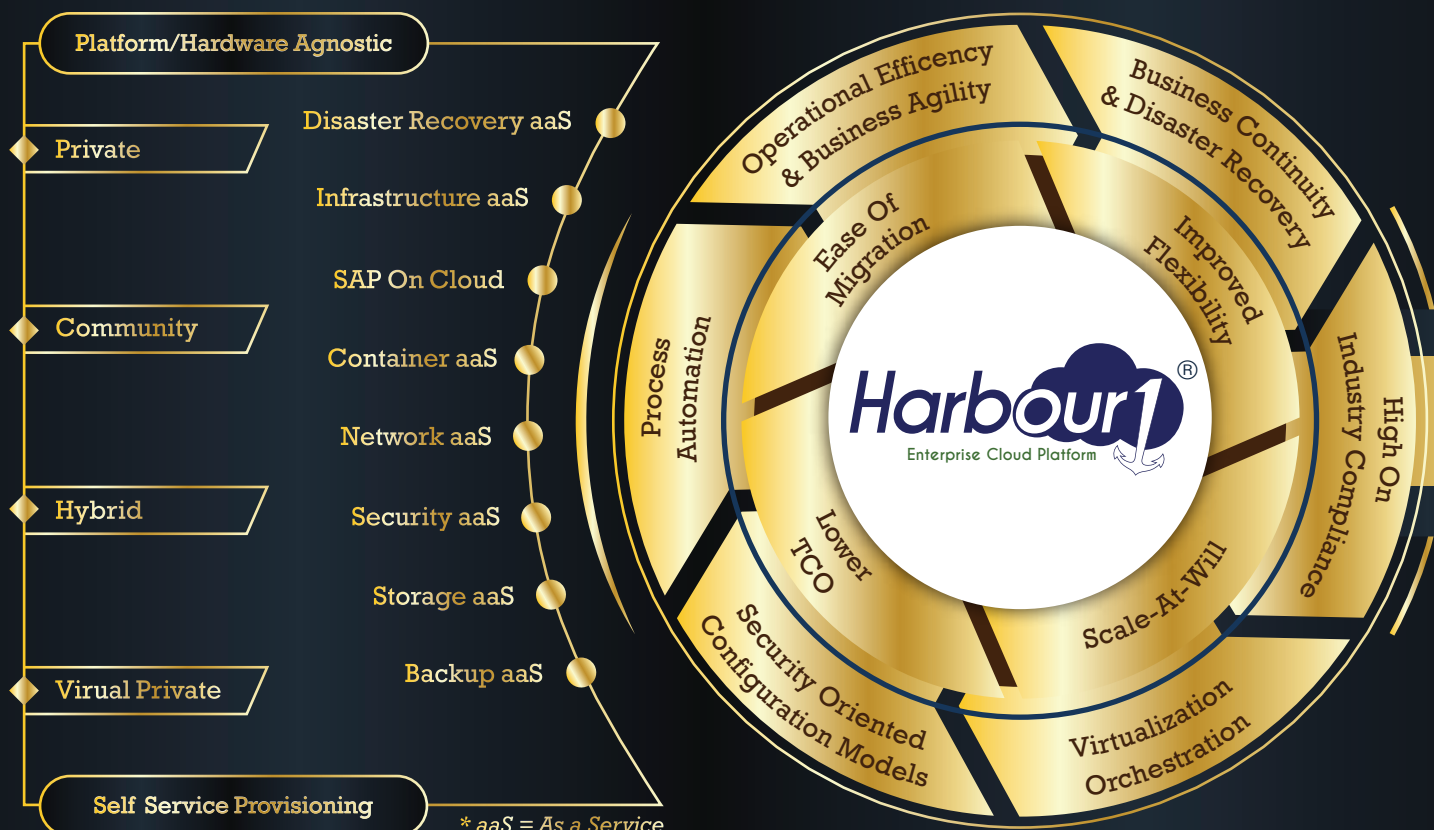 Platform/Hardware Agnostic
Private
Community
Hybrid
Virual Private
Self Service Provisioning
Disaster Recovery aaS
Infrastructure aaS
SAP On Cloud
Container aaS
Network aaS
Security aaS
Storage aaS
Backup aaS
* aaS = As a Service
Operational Efficency
& Business Agility
Business Continuity
& Disaster Recovery
High On
Industry Compliance
Virtualization
Orchestration
Security Oriented
Configuration Models
Process
Automation
Ease Of
Migration
Improved
Flexibility
Scale-At-Will
Lower
TCO
Harbour1®
Enterprise Cloud Platform